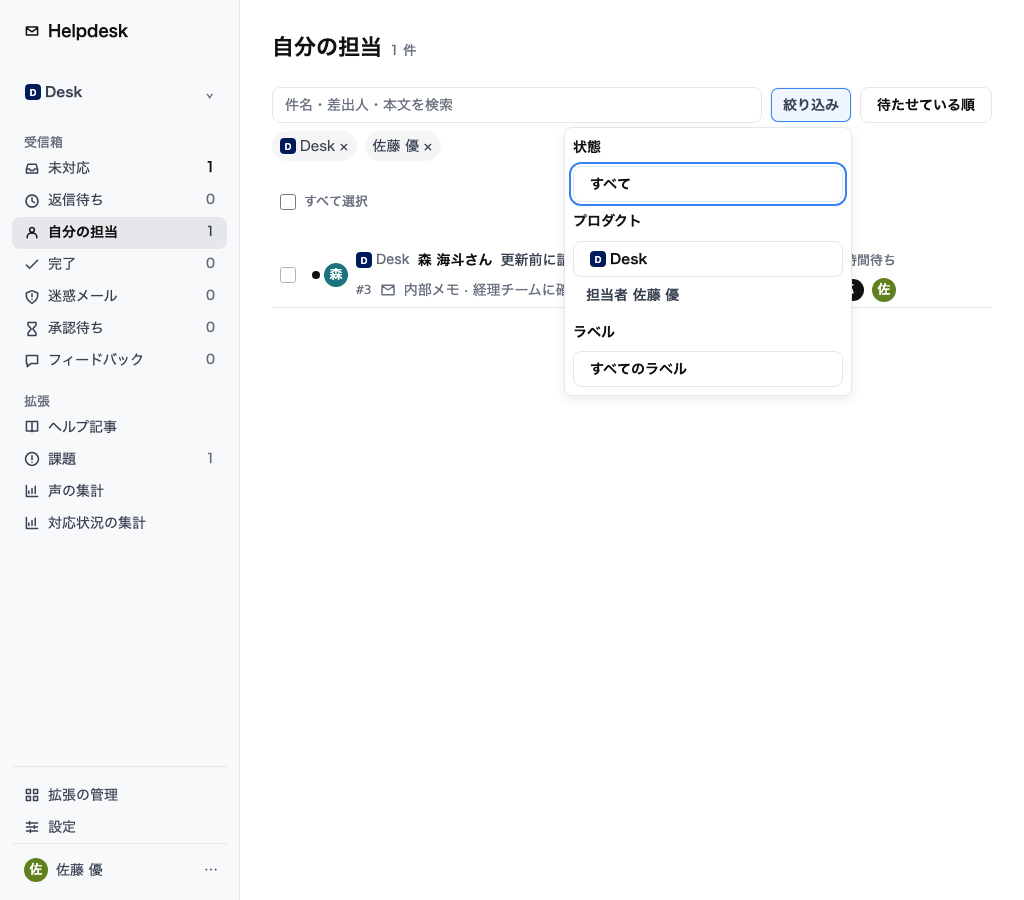 Helpdesk
D Desk
受信箱
未対応 1
返信待ち 0
自分の担当 1
完了 0
迷惑メール 0
承認待ち 0
フィードバック 0
拡張
ヘルプ記事
課題 1
声の集計
対応状況の集計
拡張の管理
設定
佐 佐藤 優 ...
自分の担当 1 件
件名・差出人・本文を検索 絞り込み 待たせている順
D Desk × 佐藤 優 ×
すべて選択
森 D Desk 森 海斗さん 更新前に
時間待ち
#3 内部メモ · 経理チームに
佐
状態
すべて
プロダクト
D Desk
担当者 佐藤 優
ラベル
すべてのラベル